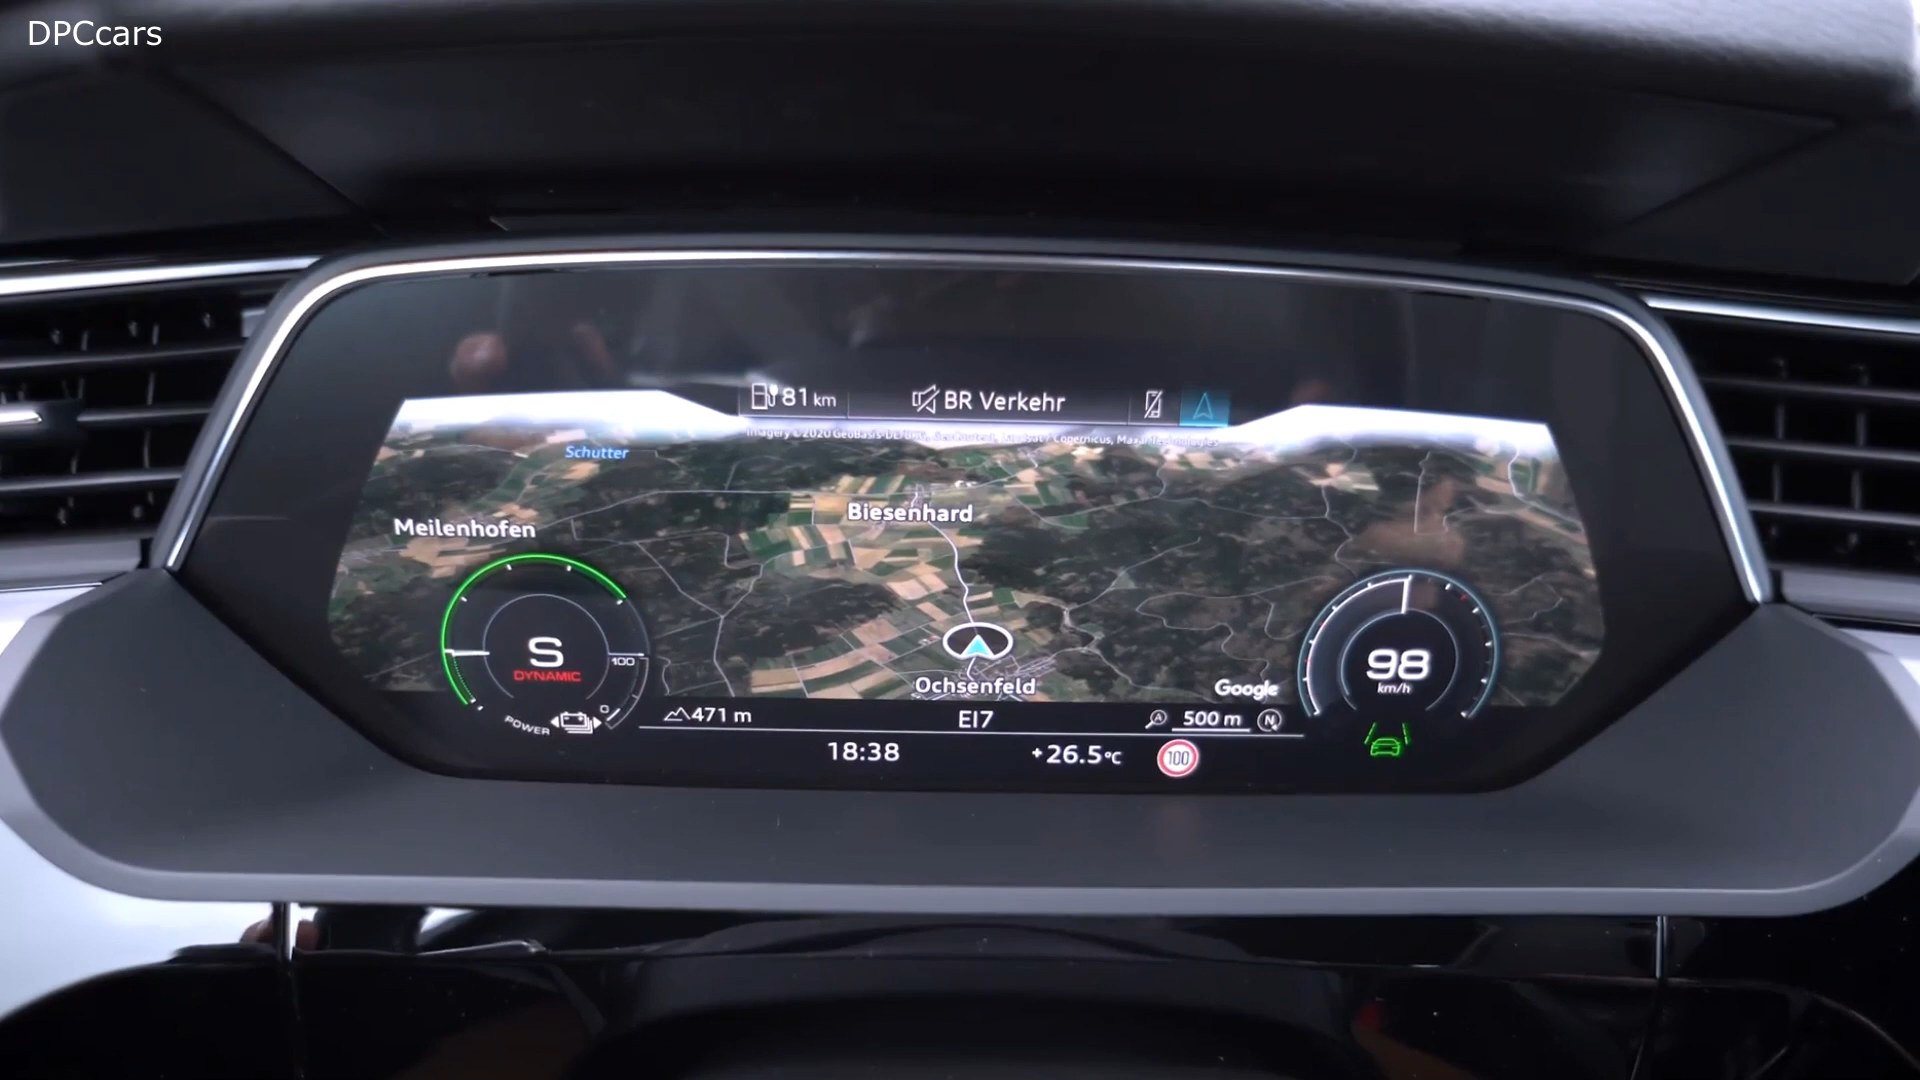 DPCcars
81 km
BR Verkehr
Schutter
Meilenhofen
Biesenhard
S
DYNAMIC
100
98
km/h
Ochsenfeld
Google
POWER
0
471 m
EI7
500 m
N
18:38
+26.5°C
100